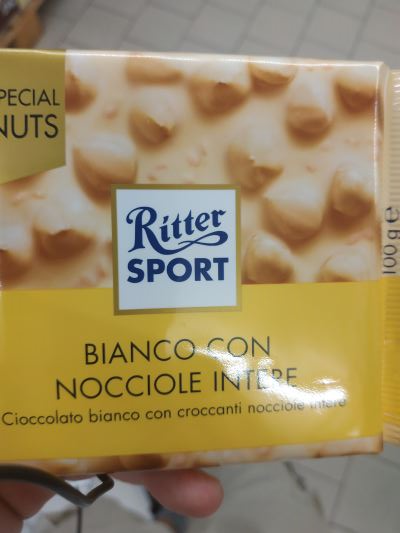 PECIAL
NUTS
Ritter
SPORT
BIANCO CON
NOCCIOLE INTERE
Cioccolato bianco con croccanti nocciole intere
100 g e